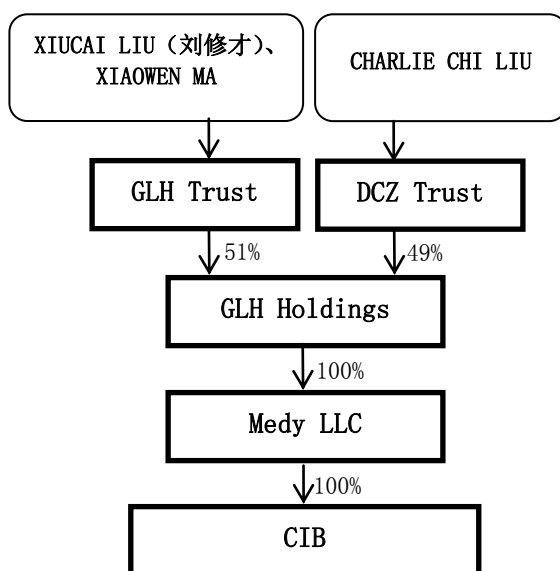 XIUCAI LIU（刘修才）、
XIAOWEN MA
CHARLIE CHI LIU
GLH Trust
DCZ Trust
51%
49%
GLH Holdings
100%
Medy LLC
100%
CIB